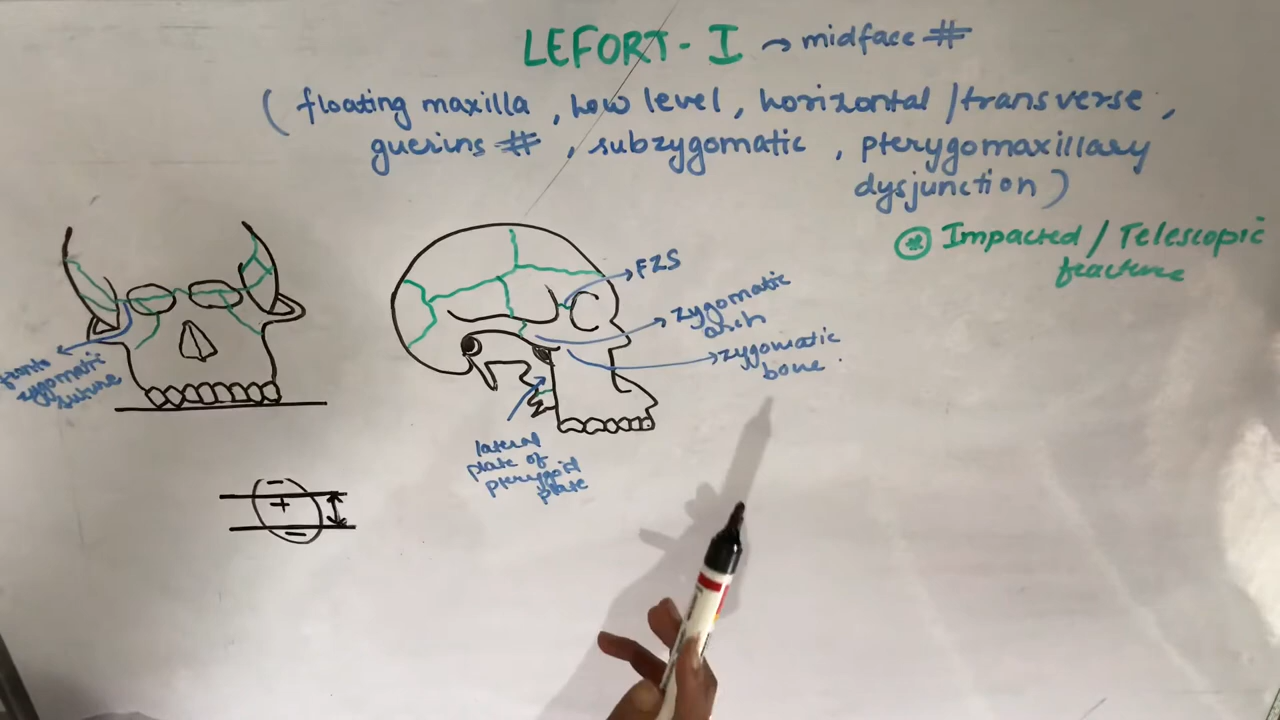 LEFORT - I → midface #
( floating maxilla , low level , horizontal / transverse ,
guerins # , subzygomatic , pterygomaxillary
dysjunction )
⊛ Impacted / Telescopic
fracture
FZS
zygomatic
arch
zygomatic
bone
fronto
zygomatic
suture
lateral
plate of
pterygoid
plate
−
+
−